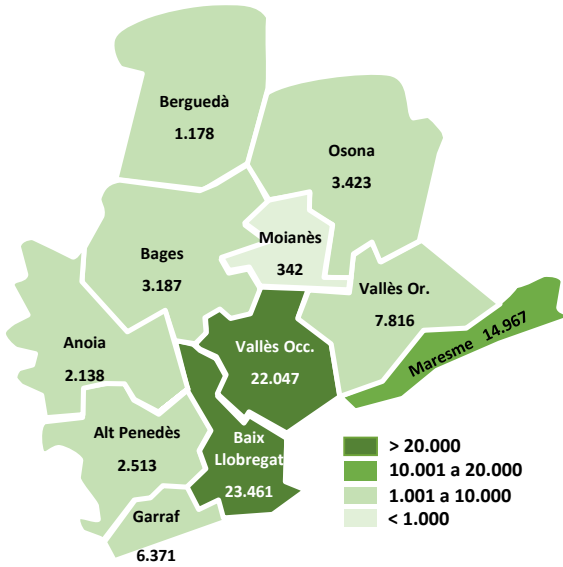 Berguedà
1.178
Osona
3.423
Moianès
342
Bages
3.187
Vallès Or.
7.816
Maresme 14.967
Anoia
2.138
Vallès Occ.
22.047
Alt Penedès
2.513
Baix
Llobregat
23.461
Garraf
6.371
> 20.000
10.001 a 20.000
1.001 a 10.000
< 1.000